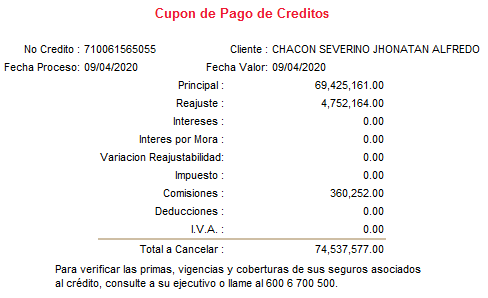 Cupon de Pago de Creditos
No Credito : 710061565055 Cliente : CHACON SEVERINO JHONATAN ALFREDO
Fecha Proceso: 09/04/2020 Fecha Valor: 09/04/2020
Principal : 69,425,161.00
Reajuste : 4,752,164.00
Intereses : 0.00
Interes por Mora : 0.00
Variacion Reajustabilidad: 0.00
Impuesto : 0.00
Comisiones : 360,252.00
Deducciones : 0.00
I.V.A. : 0.00
Total a Cancelar : 74,537,577.00
Para verificar las primas, vigencias y coberturas de sus seguros asociados
al crédito, consulte a su ejecutivo o llame al 600 6 700 500.